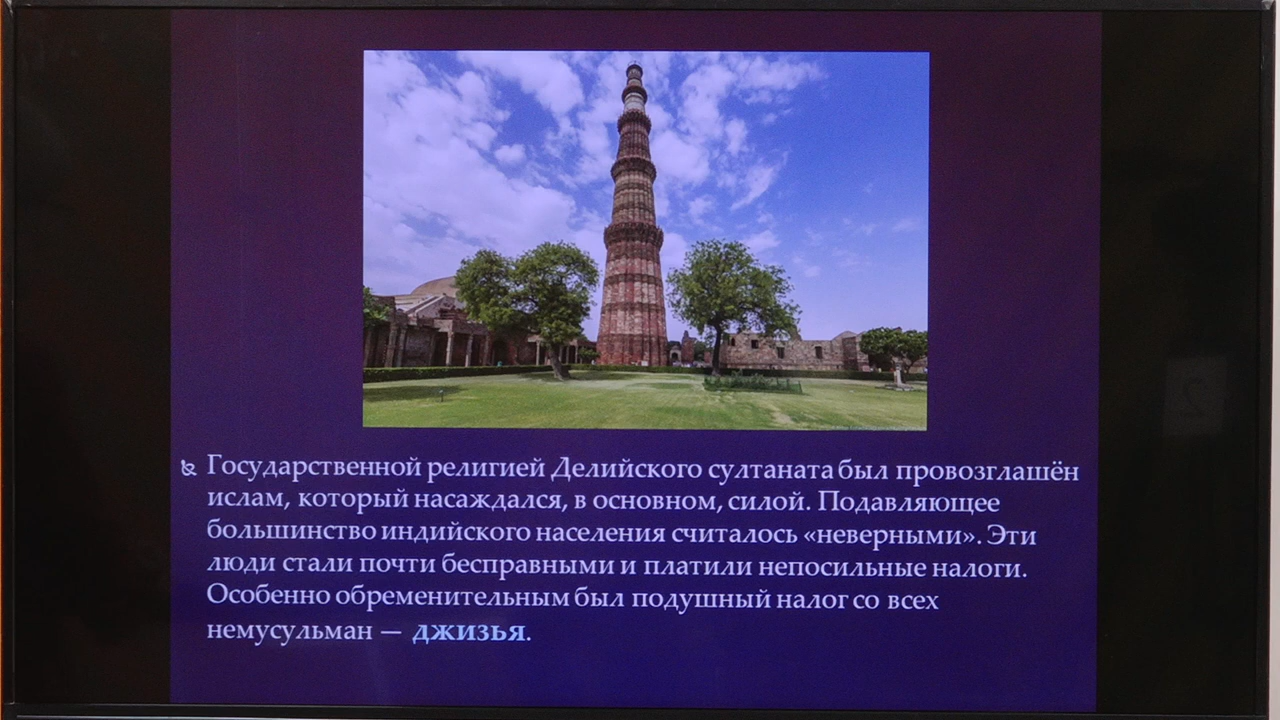 Государственной религией Делийского султаната был провозглашён
ислам, который насаждался, в основном, силой. Подавляющее
большинство индийского населения считалось «неверными». Эти
люди стали почти бесправными и платили непосильные налоги.
Особенно обременительным был подушный налог со всех
немусульман — джизья.